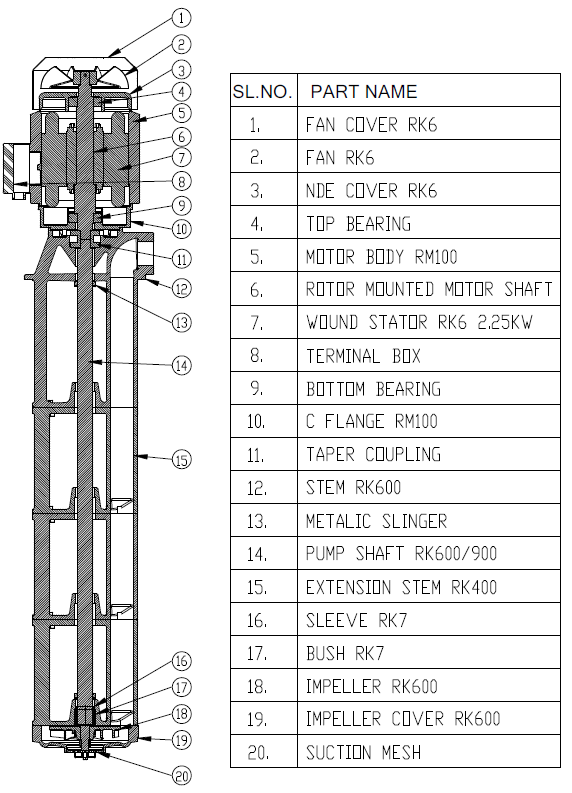 1
2
3
4
5
6
7
8
9
10
11
12
13
14
15
16
17
18
19
20
SL.NO. PART NAME
1. FAN COVER RK6
2. FAN RK6
3. NDE COVER RK6
4. TOP BEARING
5. MOTOR BODY RM100
6. ROTOR MOUNTED MOTOR SHAFT
7. WOUND STATOR RK6 2.25KW
8. TERMINAL BOX
9. BOTTOM BEARING
10. C FLANGE RM100
11. TAPER COUPLING
12. STEM RK600
13. METALIC SLINGER
14. PUMP SHAFT RK600/900
15. EXTENSION STEM RK400
16. SLEEVE RK7
17. BUSH RK7
18. IMPELLER RK600
19. IMPELLER COVER RK600
20. SUCTION MESH